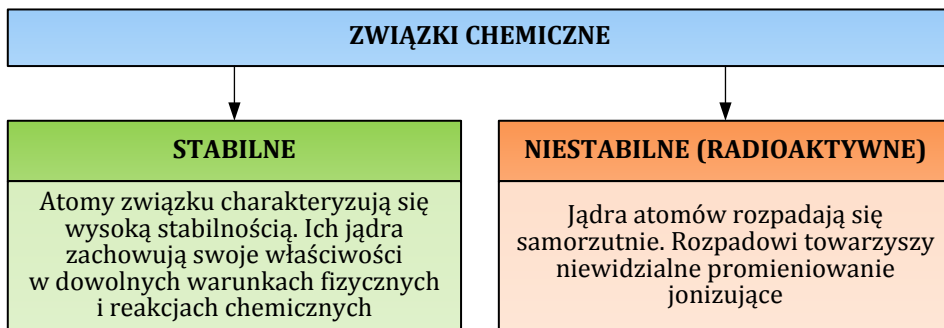 ZWIĄZKI CHEMICZNE
STABILNE
Atomy związku charakteryzują się
wysoką stabilnością. Ich jądra
zachowują swoje właściwości
w dowolnych warunkach fizycznych
i reakcjach chemicznych
NIESTABILNE (RADIOAKTYWNE)
Jądra atomów rozpadają się
samorzutnie. Rozpadowi towarzyszy
niewidzialne promieniowanie
jonizujące